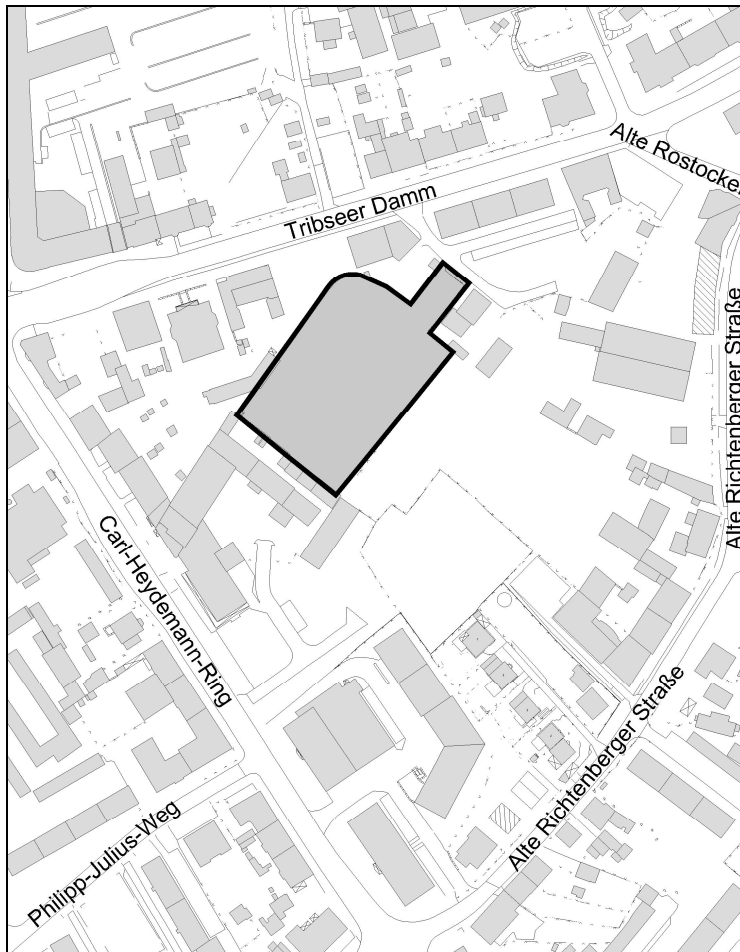 Alte Rostocker
Tribseer Damm
Alte Richtenberger Straße
Carl-Heydemann-Ring
Alte Richtenberger Straße
Philipp-Julius-Weg